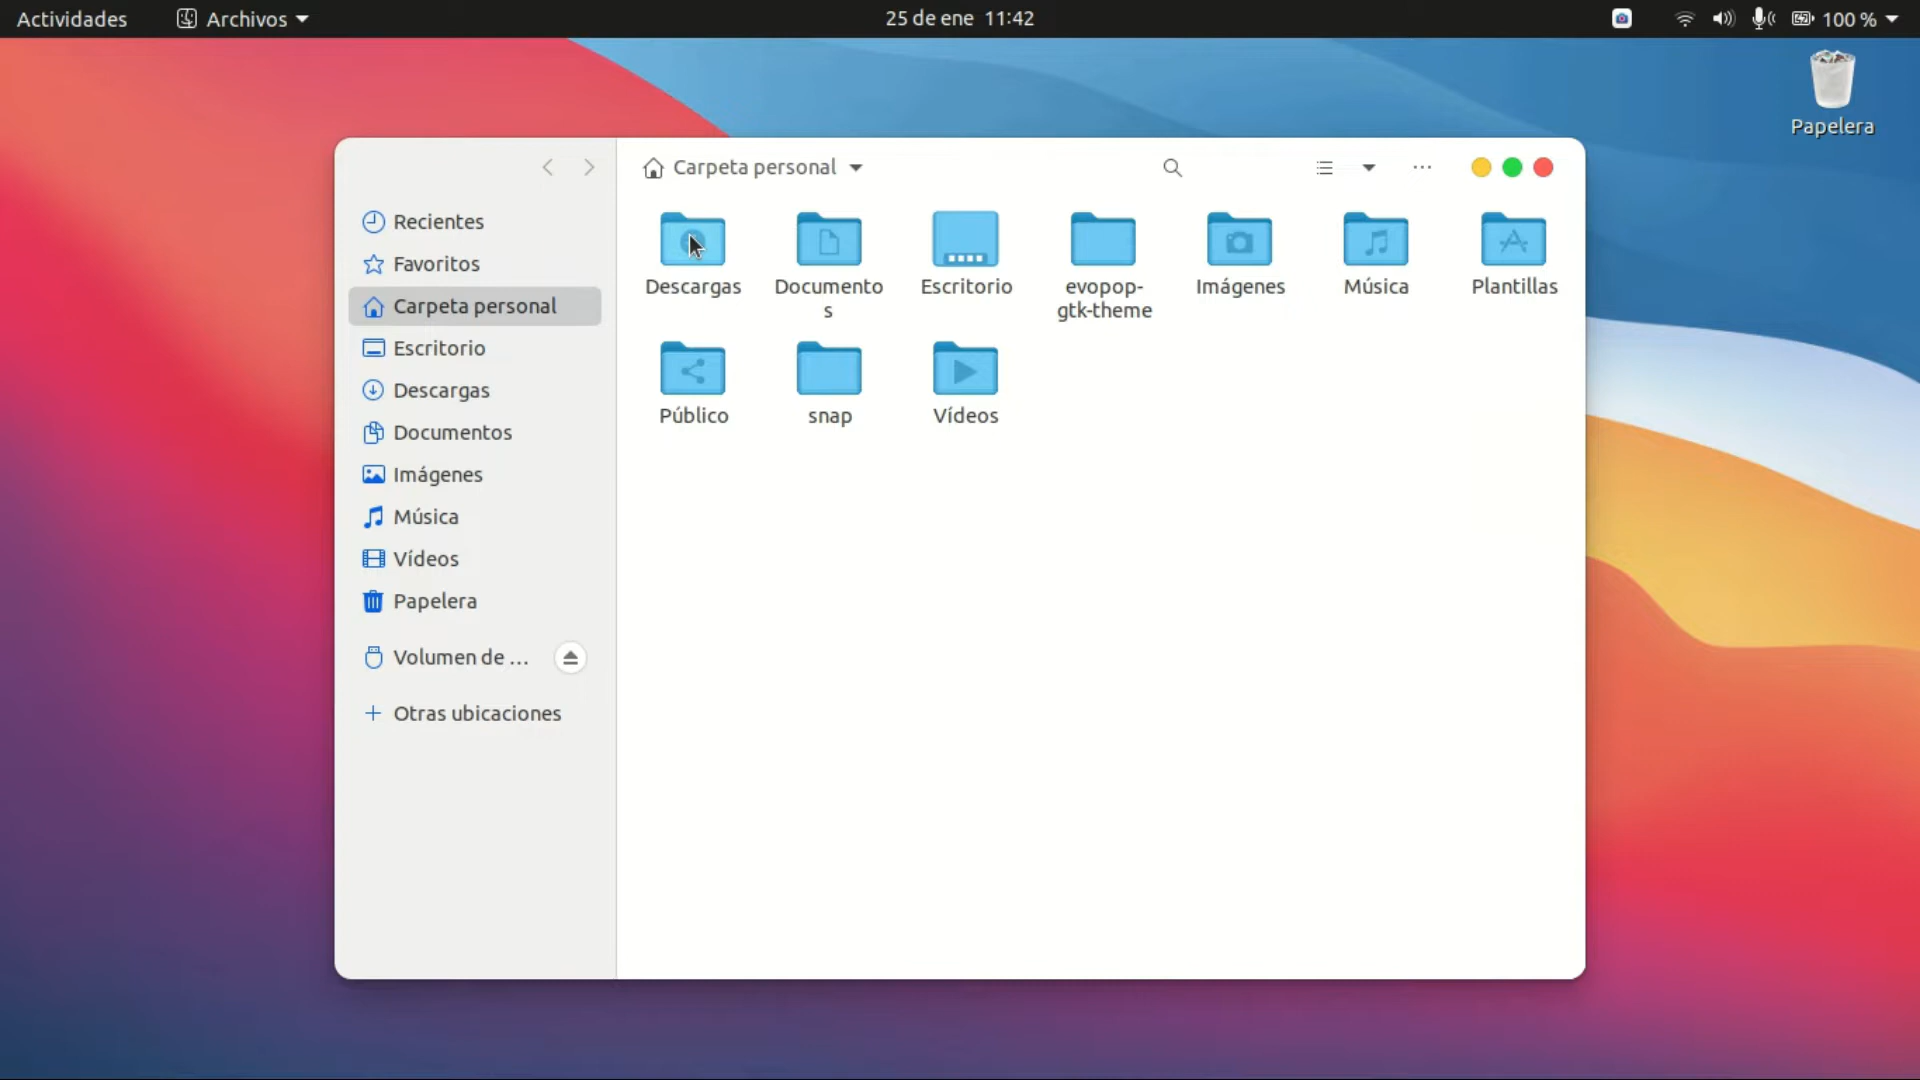 Actividades
Archivos
25 de ene 11:42
100 %
Papelera
Carpeta personal
Recientes
Favoritos
Carpeta personal
Escritorio
Descargas
Documentos
Imágenes
Música
Vídeos
Papelera
Volumen de ...
Otras ubicaciones
Descargas
Documento
s
Escritorio
evopop-
gtk-theme
Imágenes
Música
Plantillas
Público
snap
Vídeos